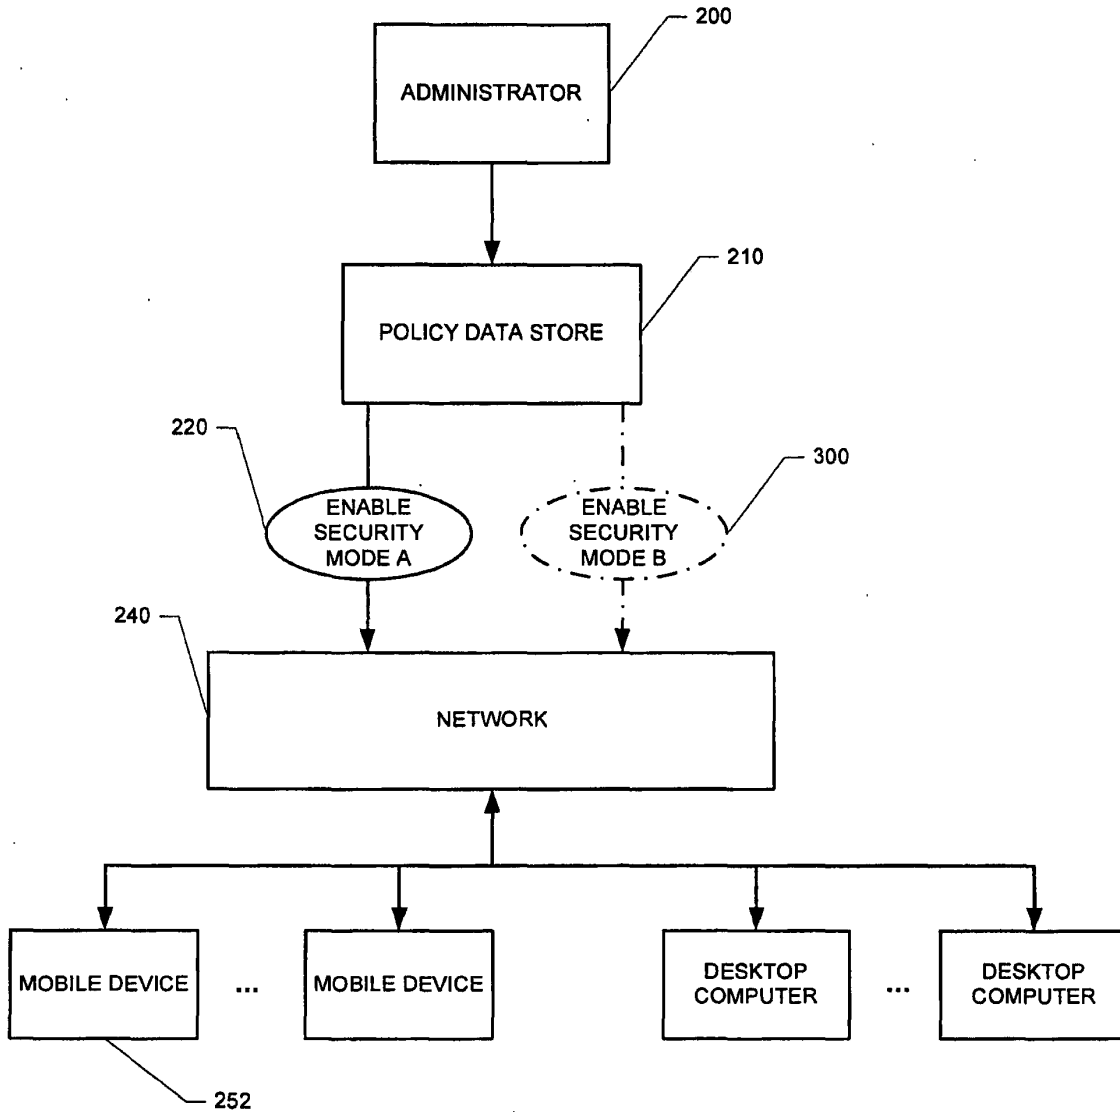 200
ADMINISTRATOR
210
POLICY DATA STORE
220
300
ENABLE
SECURITY
MODE A
ENABLE
SECURITY
MODE B
240
NETWORK
MOBILE DEVICE
...
MOBILE DEVICE
DESKTOP
COMPUTER
...
DESKTOP
COMPUTER
252